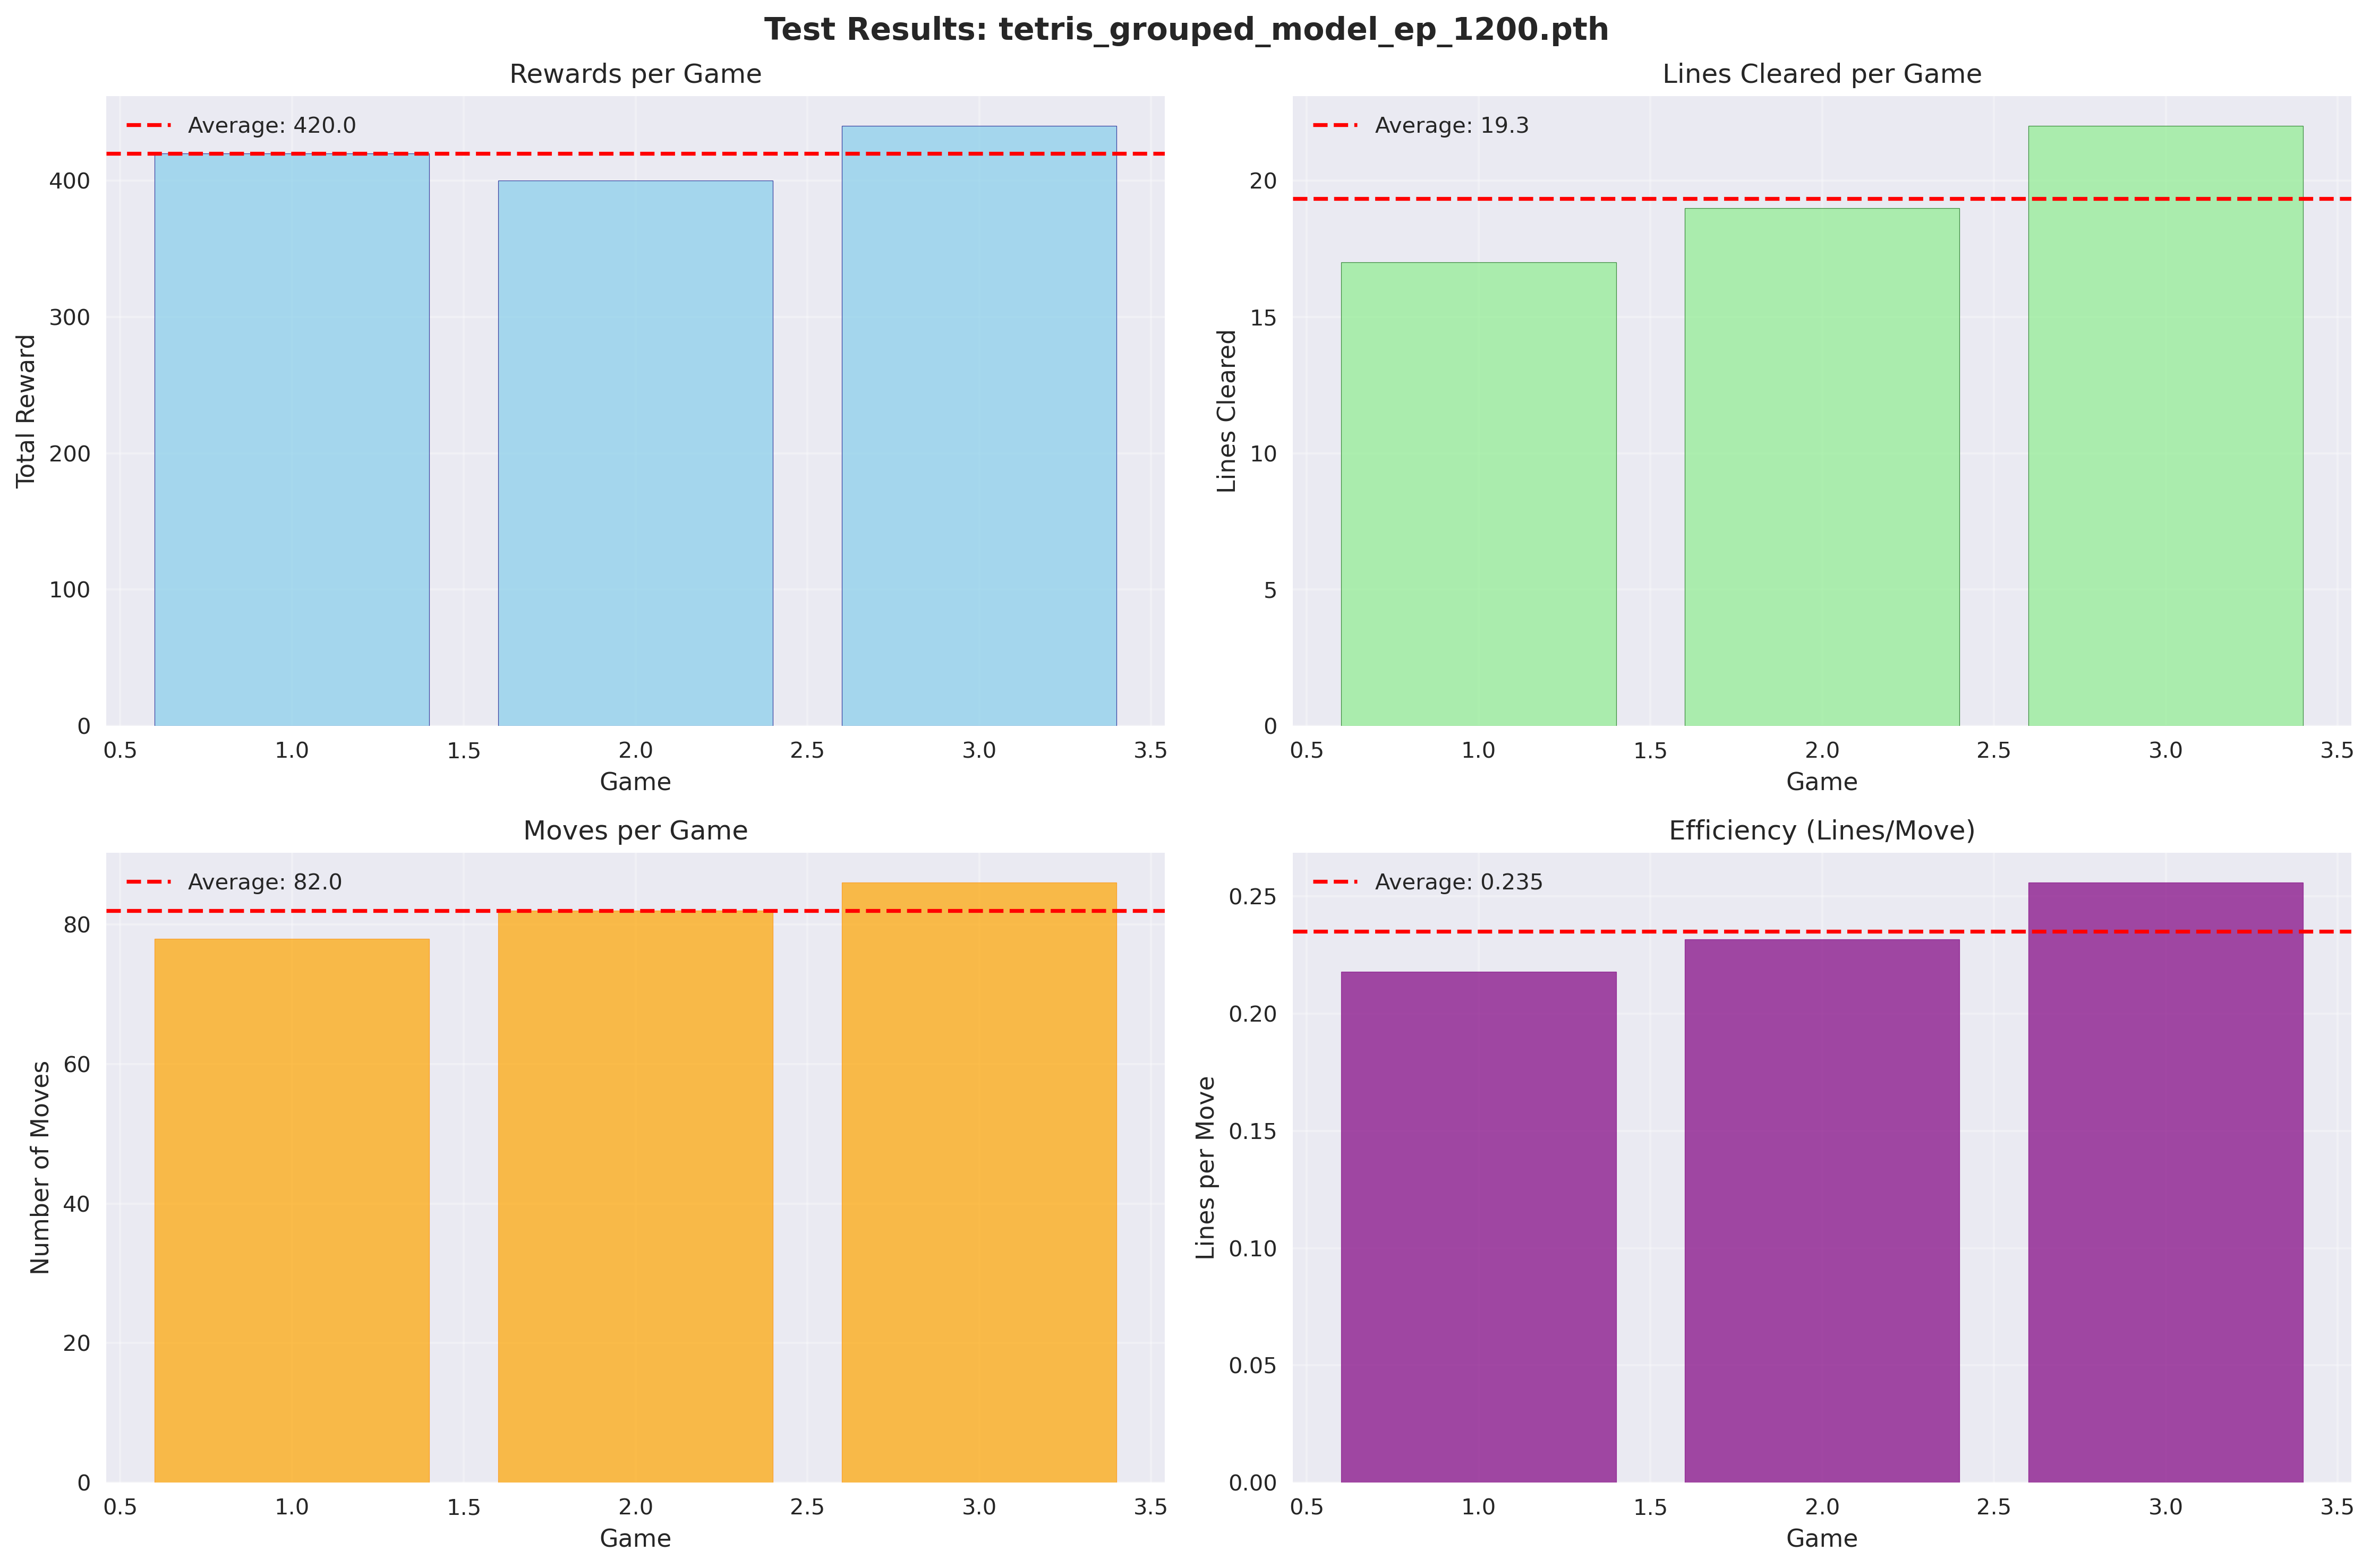 Test Results: tetris_grouped_model_ep_1200.pth
Rewards per Game
Average: 420.0
Total Reward
400
300
200
100
0
0.5 1.0 1.5 2.0 2.5 3.0 3.5
Game
Lines Cleared per Game
Average: 19.3
Lines Cleared
20
15
10
5
0
0.5 1.0 1.5 2.0 2.5 3.0 3.5
Game
Moves per Game
Average: 82.0
Number of Moves
80
60
40
20
0
0.5 1.0 1.5 2.0 2.5 3.0 3.5
Game
Efficiency (Lines/Move)
Average: 0.235
Lines per Move
0.25
0.20
0.15
0.10
0.05
0.00
0.5 1.0 1.5 2.0 2.5 3.0 3.5
Game